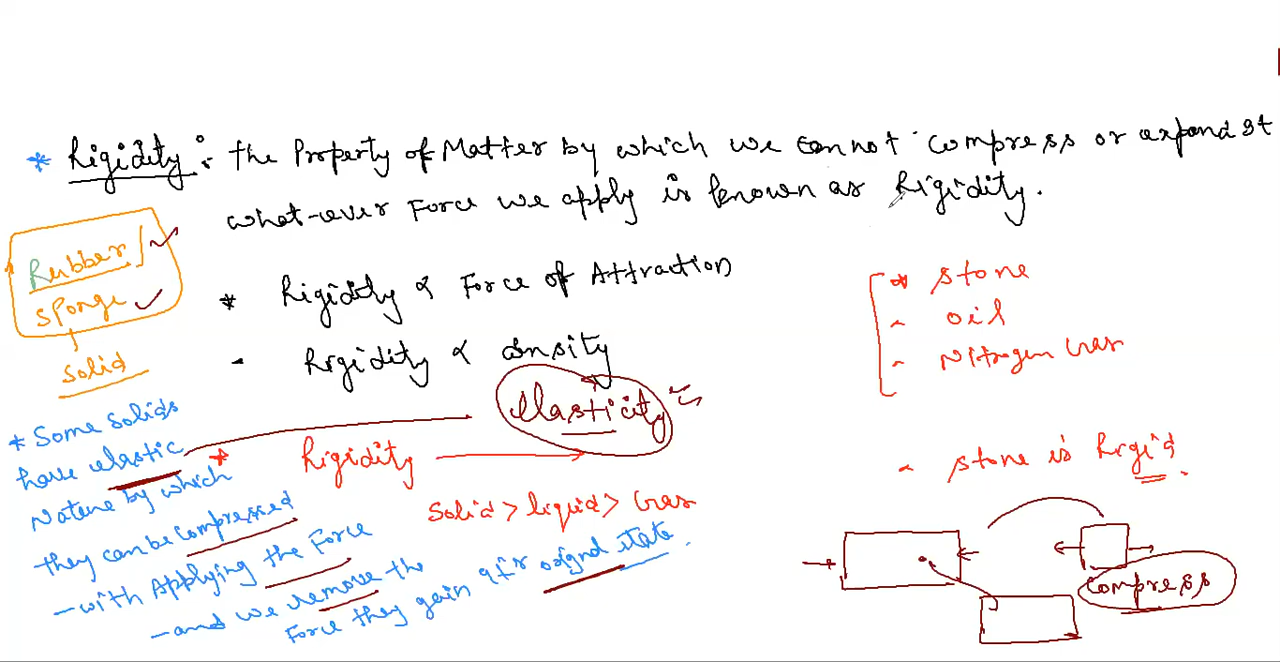 * Rigidity : the Property of Matter by which we cannot compress or expand It
what-ever Force we apply is known as Rigidity.
Rubber/
sponge
solid
* Rigidity ∝ Force of Attraction
- Rigidity ∝ density
* stone
- oil
- Nitrogen Gas
Elasticity
* Rigidity
solid > liquid > Gas
- stone is Rigid.
compress
* Some solids
have elastic
Nature by which
they can be compressed
- with Applying the Force
- and we remove the
Force they gain original state.